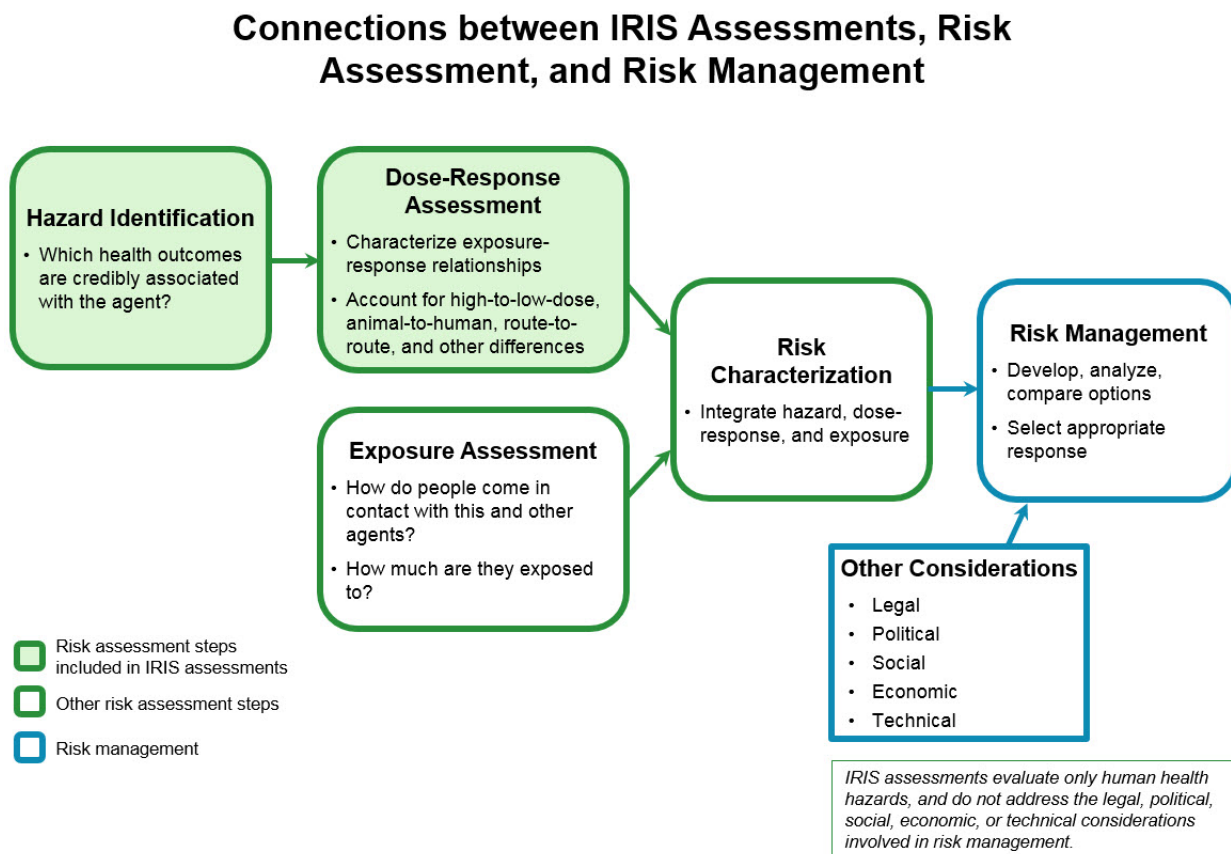 Connections between IRIS Assessments, Risk
Assessment, and Risk Management
Hazard Identification
• Which health outcomes
are credibly associated
with the agent?
Dose-Response
Assessment
• Characterize exposure-
response relationships
• Account for high-to-low-dose,
animal-to-human, route-to-
route, and other differences
Exposure Assessment
• How do people come in
contact with this and other
agents?
• How much are they exposed
to?
Risk
Characterization
• Integrate hazard, dose-
response, and exposure
Risk Management
• Develop, analyze,
compare options
• Select appropriate
response
Other Considerations
• Legal
• Political
• Social
• Economic
• Technical
Risk assessment steps
included in IRIS assessments
Other risk assessment steps
Risk management
IRIS assessments evaluate only human health
hazards, and do not address the legal, political,
social, economic, or technical considerations
involved in risk management.